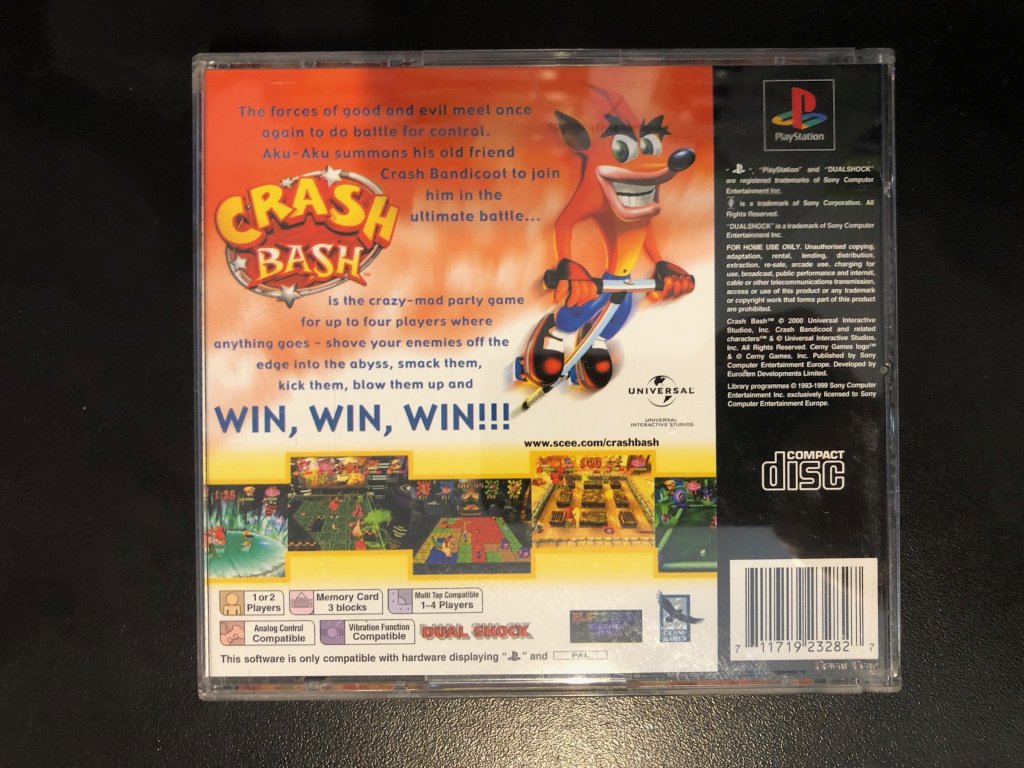 The forces of good and evil meet once
again to do battle for control.
Aku-Aku summons his old friend
Crash Bandicoot to join
him in the
ultimate battle...
CRASH
BASH™
is the crazy-mad party game
for up to four players where
anything goes - shove your enemies off the
edge into the abyss, smack them,
kick them, blow them up and
WIN, WIN, WIN!!!
UNIVERSAL
UNIVERSAL
INTERACTIVE STUDIOS
www.scee.com/crashbash
1:26
1 or 2
Players
Memory Card
3 blocks
Multi Tap Compatible
1~4 Players
Analog Control
Compatible
Vibration Function
Compatible
DUAL SHOCK
CERNY
GAMES
This software is only compatible with hardware displaying " " and PAL
PlayStation
" ", "PlayStation" and "DUALSHOCK"
are registered trademarks of Sony Computer
Entertainment Inc.
is a trademark of Sony Corporation. All
Rights Reserved.
"DUALSHOCK" is a trademark of Sony Computer
Entertainment Inc.
FOR HOME USE ONLY. Unauthorised copying,
adaptation, rental, lending, distribution,
extraction, re-sale, arcade use, charging for
use, broadcast, public performance and internet,
cable or other telecommunications transmission,
access or use of this product or any trademark
or copyright work that forms part of this product
are prohibited.
Crash Bash™ © 2000 Universal Interactive
Studios, Inc. Crash Bandicoot and related
characters™ & © Universal Interactive Studios,
Inc. All Rights Reserved. Cerny Games logo™
& © Cerny Games, Inc. Published by Sony
Computer Entertainment Europe. Developed by
Eurocom Developments Limited.
Library programmes © 1993-1999 Sony Computer
Entertainment Inc. exclusively licensed to Sony
Computer Entertainment Europe.
COMPACT
disc
7 11719 23282 7